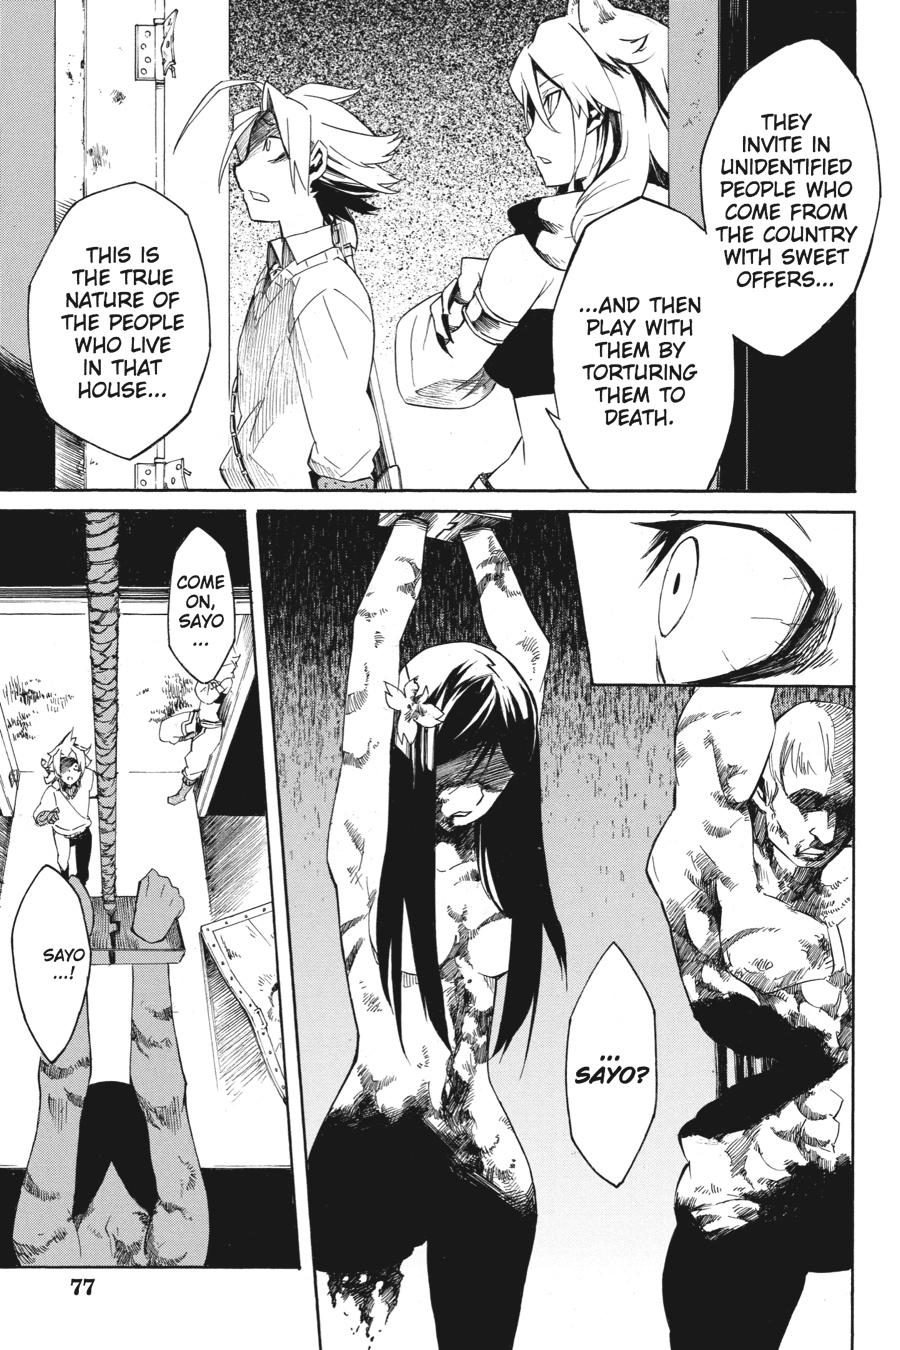 THEY
INVITE IN
UNIDENTIFIED
PEOPLE WHO
COME FROM
THE COUNTRY
WITH SWEET
OFFERS...
...AND THEN
PLAY WITH
THEM BY
TORTURING
THEM TO
DEATH.
THIS IS
THE TRUE
NATURE OF
THE PEOPLE
WHO LIVE
IN THAT
HOUSE...
...
SAYO?
COME
ON,
SAYO
...
SAYO
...!
77